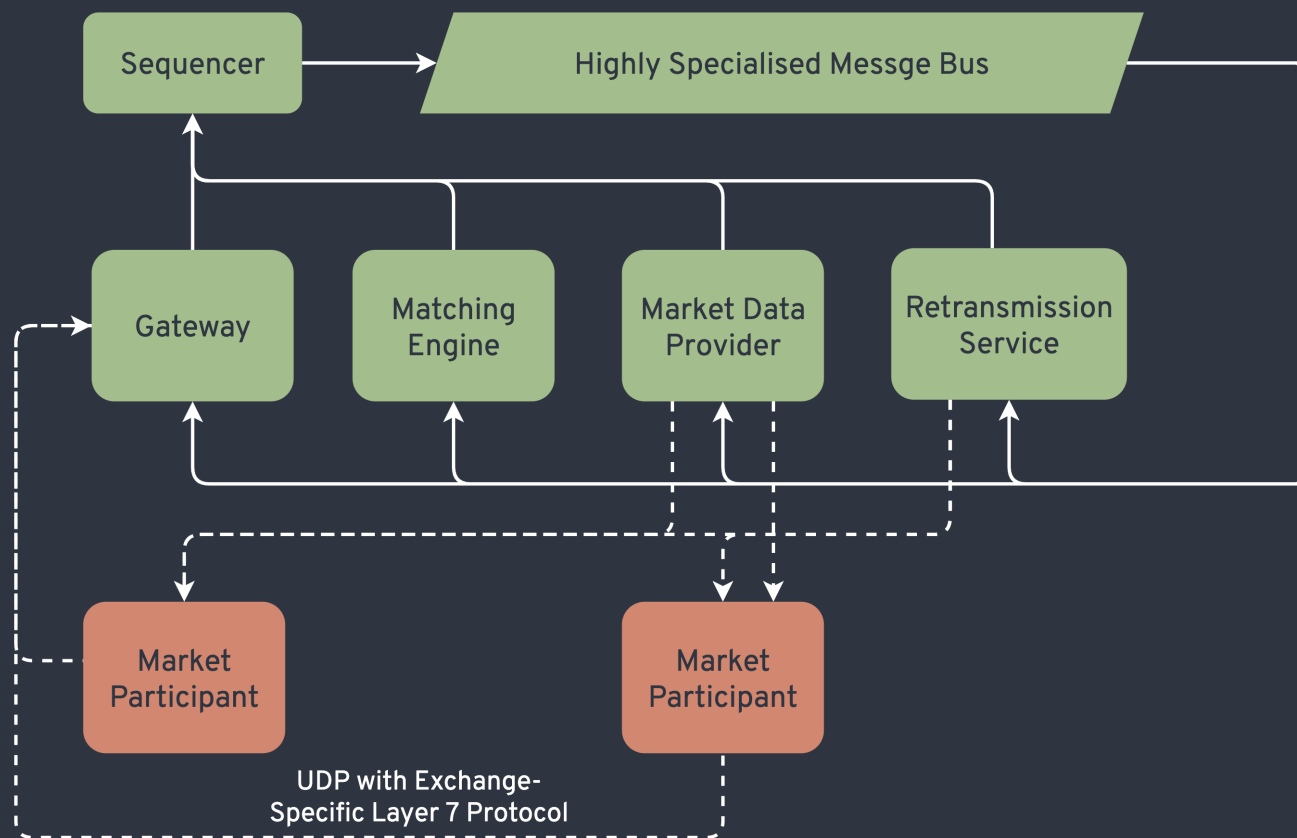 Sequencer
Highly Specialised Messge Bus
Gateway
Matching
Engine
Market Data
Provider
Retransmission
Service
Market
Participant
Market
Participant
UDP with Exchange-
Specific Layer 7 Protocol